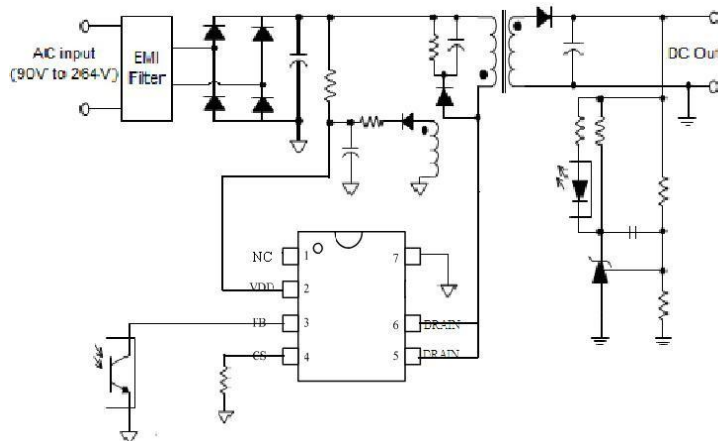 AC input
(90V to 264V)
EMI
Filter
DC Out
NC
1
7
VDD
2
FB
3
6
DRAIN
CS
4
5
DRAIN